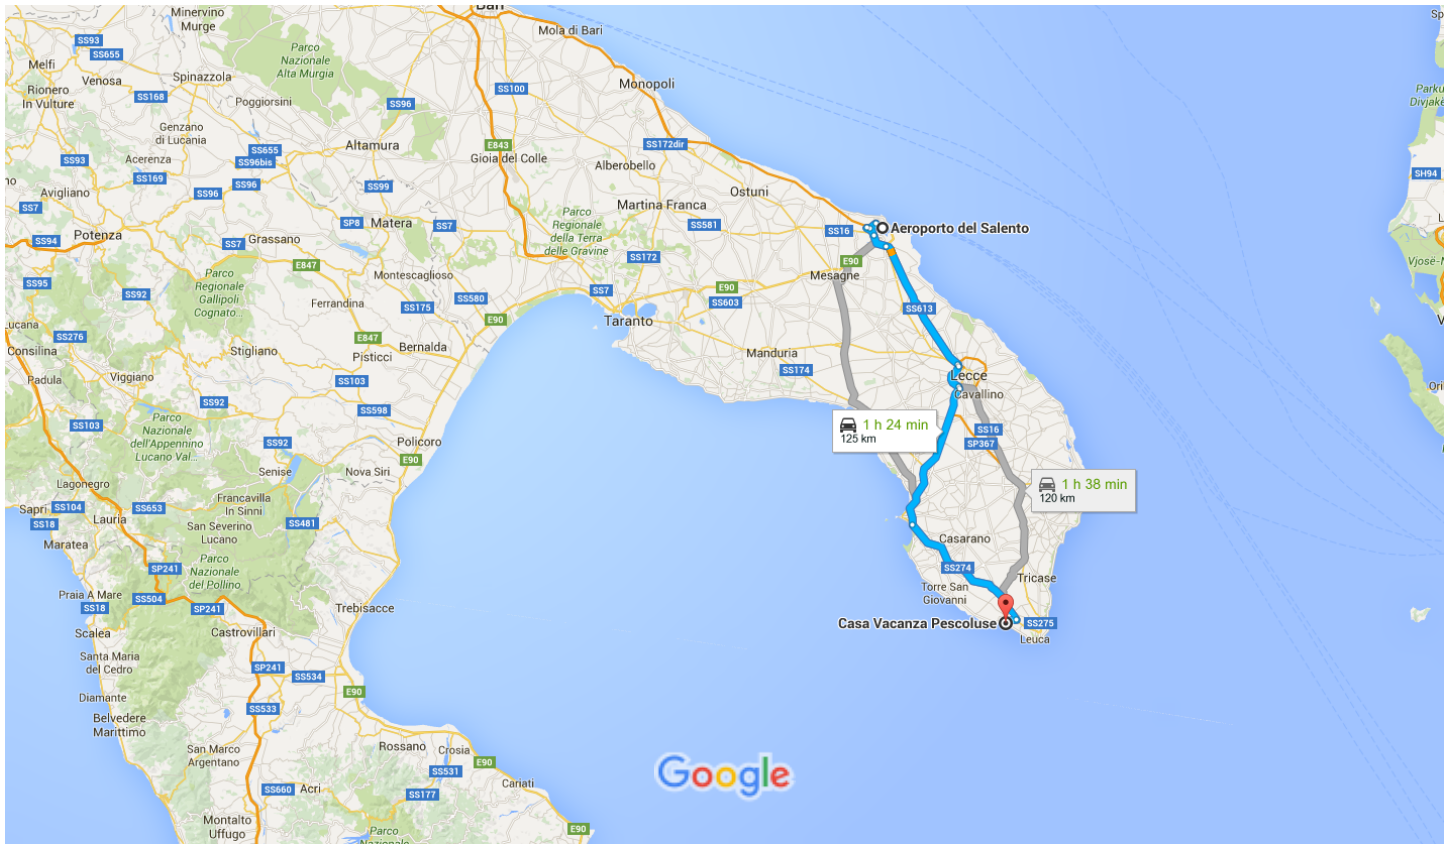 Bari
Minervino
Murge
Mola di Bari
SS93
SS655
Parco
Nazionale
Alta Murgia
Melfi
Venosa
Spinazzola
Monopoli
Rionero
In Vulture
SS168
Poggiorsini
SS96
SS100
Genzano
di Lucania
SS655
SS96bis
Altamura
E843
Gioia del Colle
SS172dir
Alberobello
SS93
Acerenza
SS169
SS96
SS96
SS99
Avigliano
Ostuni
Martina Franca
SS7
Parco
Regionale
della Terra
delle Gravine
SP8
Matera
SS7
SS581
SS16
Aeroporto del Salento
SS94
Potenza
SS7
Grassano
SS172
E90
E847
Montescaglioso
Mesagne
SS95
SS92
Parco
Regionale
Gallipoli
Cognato...
Ferrandina
SS175
SS580
SS7
E90
SS603
SS613
Taranto
E90
SS276
E847
Bernalda
Consilina
Stigliano
Pisticci
Manduria
SS174
Lecce
Cavallino
Padula
Viggiano
SS103
SS92
SS598
SS103
Parco
Nazionale
dell'Appennino
Lucano Val...
SS92
Policoro
E90
1 h 24 min
125 km
SS16
SP367
Senise
Nova Siri
1 h 38 min
120 km
Lagonegro
Sapri
SS104
SS653
Francavilla
In Sinni
SS18
Lauria
San Severino
Lucano
SS481
Maratea
Casarano
Parco
Nazionale
del Pollino
SP241
SS274
Tricase
Torre San
Giovanni
Praia A Mare
SS504
SS18
SP241
Trebisacce
Casa Vacanza Pescoluse
SS275
Leuca
Scalea
Castrovillari
Santa Maria
del Cedro
SP241
SS534
E90
Diamante
SS533
Belvedere
Marittimo
San Marco
Argentano
Rossano
Crosia
E90
SS531
Cariati
SS660
Acri
SS177
Google
Montalto
Uffugo
Parco
Nazionale
E90
SH94